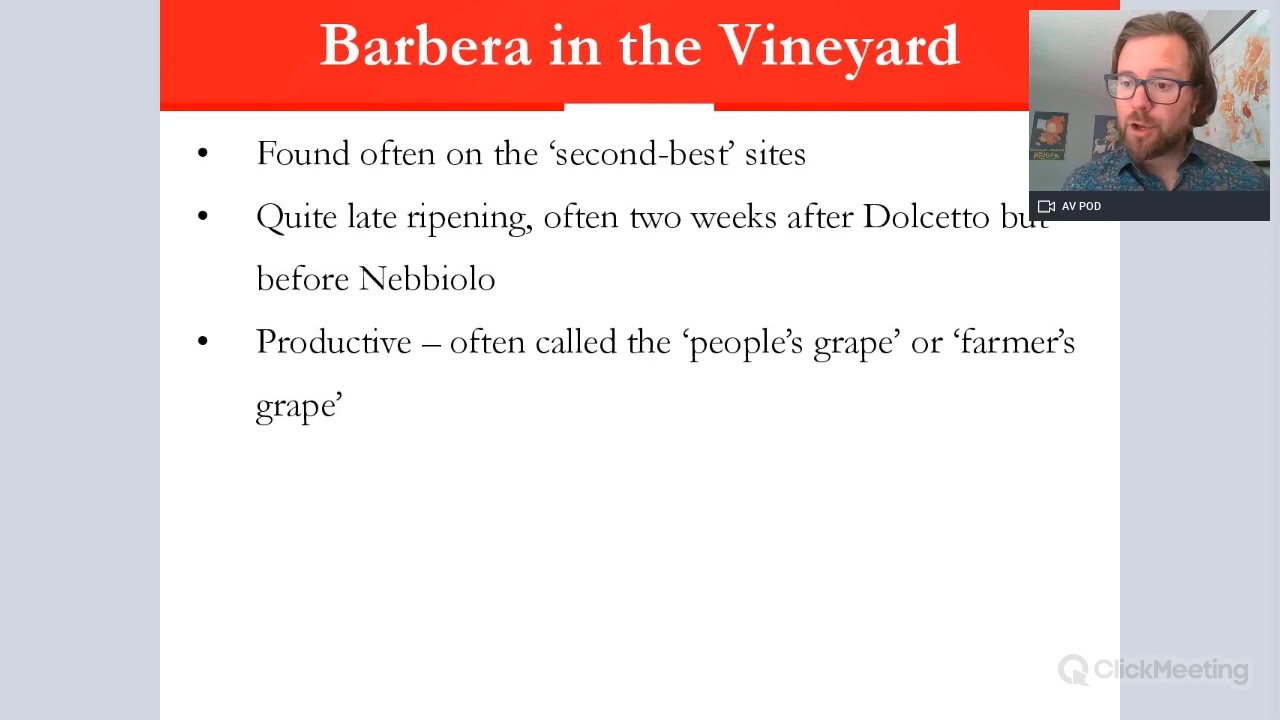 Barbera in the Vineyard
• Found often on the ‘second-best’ sites
• Quite late ripening, often two weeks after Dolcetto but
before Nebbiolo
• Productive – often called the ‘people’s grape’ or ‘farmer’s
grape’
AV POD
ClickMeeting